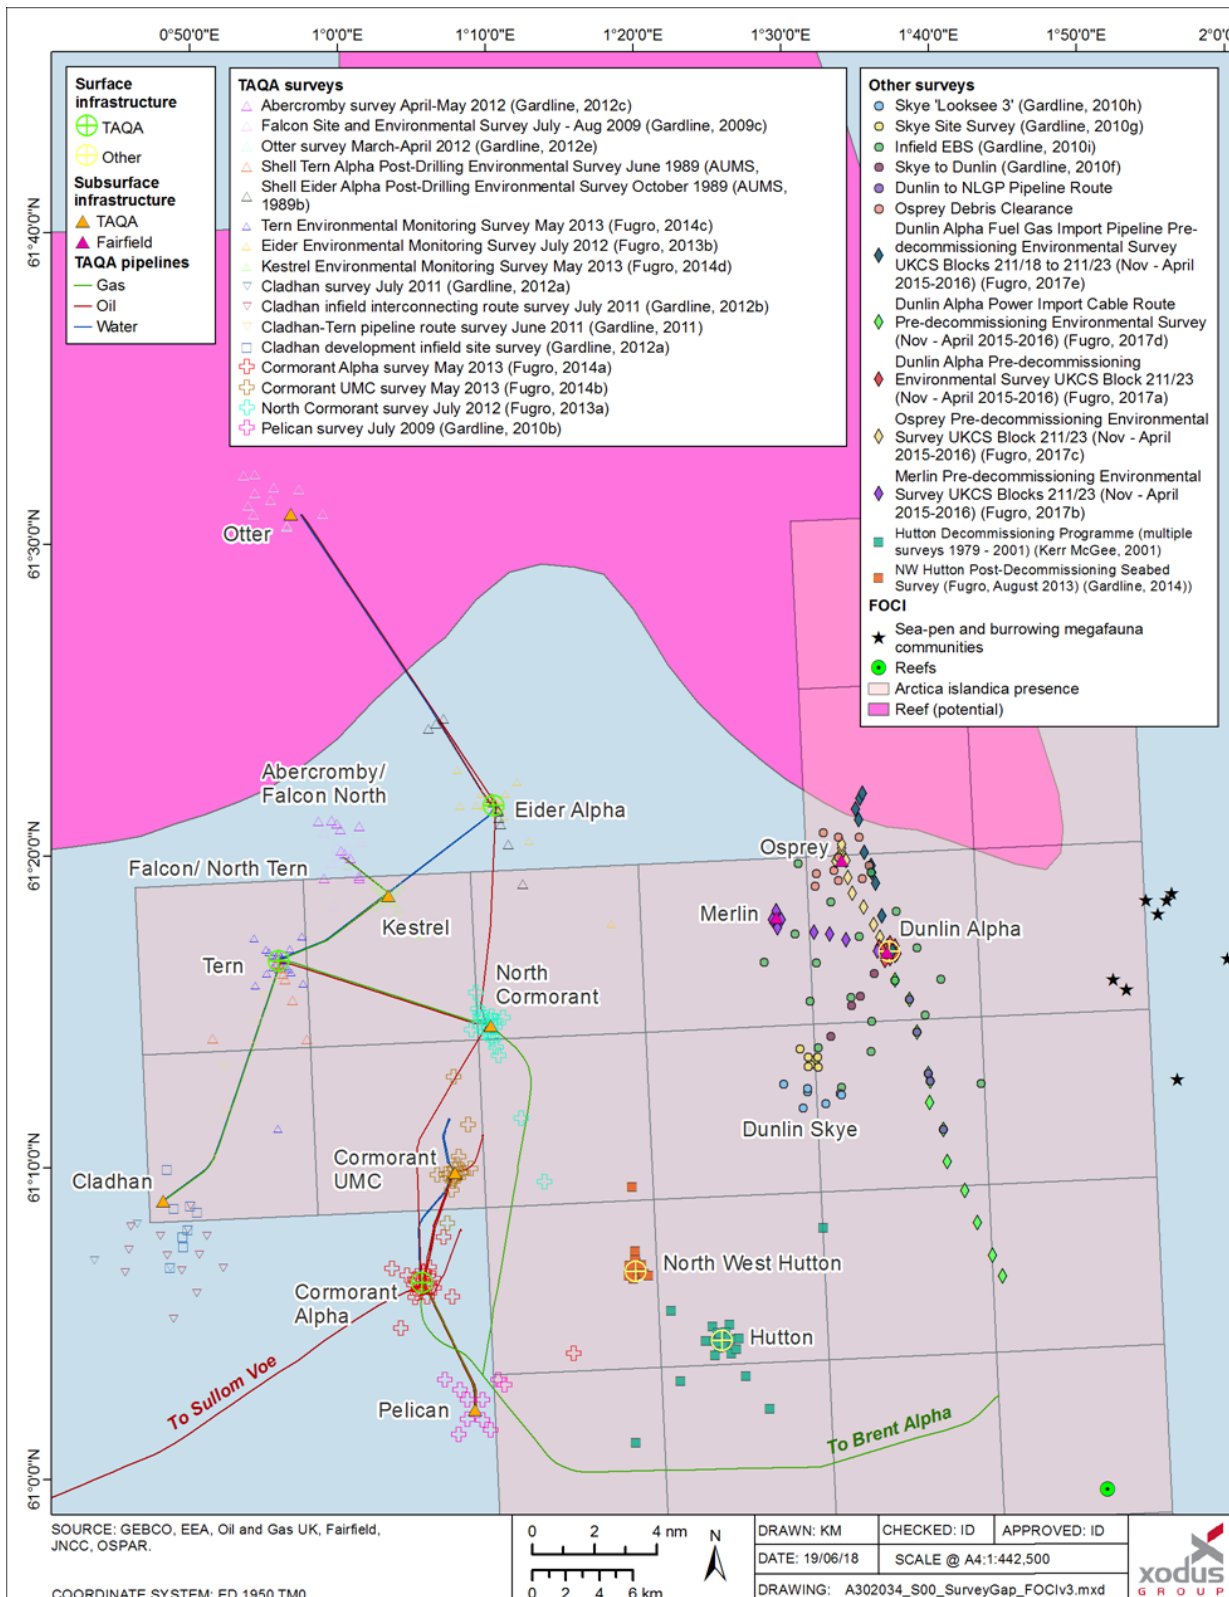 0°50'0"E 1°0'0"E 1°10'0"E 1°20'0"E 1°30'0"E 1°40'0"E 1°50'0"E 2°0'0
61°40'0"N
61°30'0"N
61°20'0"N
61°10'0"N
61°0'0"N
Surface
infrastructure
TAQA
Other
Subsurface
infrastructure
TAQA
Fairfield
TAQA pipelines
Gas
Oil
Water
TAQA surveys
Abercromby survey April-May 2012 (Gardline, 2012c)
Falcon Site and Environmental Survey July - Aug 2009 (Gardline, 2009c)
Otter survey March-April 2012 (Gardline, 2012e)
Shell Tern Alpha Post-Drilling Environmental Survey June 1989 (AUMS,
Shell Eider Alpha Post-Drilling Environmental Survey October 1989 (AUMS,
1989b)
Tern Environmental Monitoring Survey May 2013 (Fugro, 2014c)
Eider Environmental Monitoring Survey July 2012 (Fugro, 2013b)
Kestrel Environmental Monitoring Survey May 2013 (Fugro, 2014d)
Cladhan survey July 2011 (Gardline, 2012a)
Cladhan infield interconnecting route survey July 2011 (Gardline, 2012b)
Cladhan-Tern pipeline route survey June 2011 (Gardline, 2011)
Cladhan development infield site survey (Gardline, 2012a)
Cormorant Alpha survey May 2013 (Fugro, 2014a)
Cormorant UMC survey May 2013 (Fugro, 2014b)
North Cormorant survey July 2012 (Fugro, 2013a)
Pelican survey July 2009 (Gardline, 2010b)
Other surveys
Skye 'Looksee 3' (Gardline, 2010h)
Skye Site Survey (Gardline, 2010g)
Infield EBS (Gardline, 2010i)
Skye to Dunlin (Gardline, 2010f)
Dunlin to NLGP Pipeline Route
Osprey Debris Clearance
Dunlin Alpha Fuel Gas Import Pipeline Pre-
decommissioning Environmental Survey
UKCS Blocks 211/18 to 211/23 (Nov - April
2015-2016) (Fugro, 2017e)
Dunlin Alpha Power Import Cable Route
Pre-decommissioning Environmental Survey
(Nov - April 2015-2016) (Fugro, 2017d)
Dunlin Alpha Pre-decommissioning
Environmental Survey UKCS Block 211/23
(Nov - April 2015-2016) (Fugro, 2017a)
Osprey Pre-decommissioning Environmental
Survey UKCS Block 211/23 (Nov - April
2015-2016) (Fugro, 2017c)
Merlin Pre-decommissioning Environmental
Survey UKCS Blocks 211/23 (Nov - April
2015-2016) (Fugro, 2017b)
Hutton Decommissioning Programme (multiple
surveys 1979 - 2001) (Kerr McGee, 2001)
NW Hutton Post-Decommissioning Seabed
Survey (Fugro, August 2013) (Gardline, 2014))
FOCI
Sea-pen and burrowing megafauna
communities
Reefs
Arctica islandica presence
Reef (potential)
Otter
Abercromby/
Falcon North
Eider Alpha
Falcon/ North Tern
Osprey
Kestrel
Merlin
Dunlin Alpha
Tern
North
Cormorant
Dunlin Skye
Cormorant
UMC
Cladhan
North West Hutton
Cormorant
Alpha
Hutton
To Sullom Voe
Pelican
To Brent Alpha
SOURCE: GEBCO, EEA, Oil and Gas UK, Fairfield,
JNCC, OSPAR.
COORDINATE SYSTEM: ED 1950 TM0
0 2 4 nm
0 2 4 6 km
N
DRAWN: KM CHECKED: ID APPROVED: ID
DATE: 19/06/18 SCALE @ A4:1:442,500
DRAWING: A302034_S00_SurveyGap_FOCIv3.mxd
xodus
GROUP